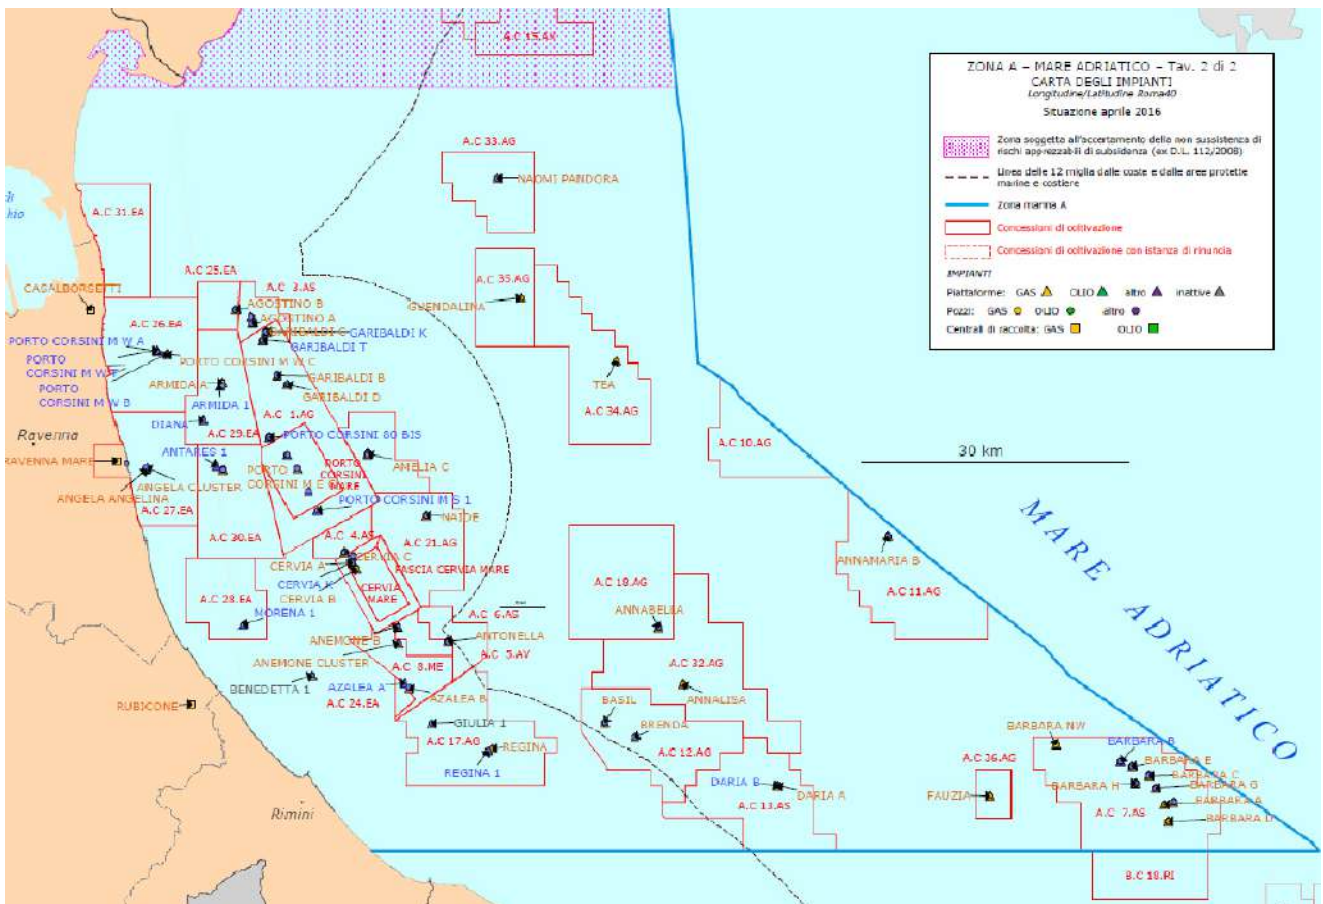 A.C 15.AX
ZONA A – MARE ADRIATICO – Tav. 2 di 2
CARTA DEGLI IMPIANTI
Longitudine/Latitudine Roma40
Situazione aprile 2016
Zona soggetta all'accertamento della non sussistenza di
rischi apprezzabili di subsidenza (ex D.L. 112/2008)
Linea delle 12 miglia dalle coste e dalle aree protette
marine e costiere
Zona marina A
Concessioni di coltivazione
Concessioni di coltivazione con istanza di rinuncia
IMPIANTI
Piattaforme: GAS OLIO altro inattive
Pozzi: GAS OLIO altro
Centrali di raccolta: GAS OLIO
A.C 33.AG
NAOMI PANDORA
di
hio
A.C 31.EA
A.C 25.EA
A.C 3.AS
A.C 35.AG
CASALBORSETTI
AGOSTINO B
GUENDALINA
AGOSTINO A
A.C 26.EA
GARIBALDI C
GARIBALDI K
PORTO CORSINI M W A
GARIBALDI T
PORTO
CORSINI M W T
PORTO CORSINI M W C
TEA
ARMIDA A
GARIBALDI B
PORTO
CORSINI M W B
GARIBALDI D
ARMIDA 1
A.C 34.AG
DIANA
A.C 1.AG
Ravenna
A.C 29.EA
PORTO CORSINI 80 BIS
A.C 10.AG
30 km
ANTARES 1
RAVENNA MARE
PORTO
CORSINI M E C
PORTO
CORSINI
MARE
AMELIA C
ANGELA CLUSTER
ANGELA ANGELINA
PORTO CORSINI M S 1
A.C 27.EA
NAIDE
MARE ADRIATICO
A.C 30.EA
A.C 4.AS
A.C 21.AG
ANNAMARIA B
CERVIA C
CERVIA A
FASCIA CERVIA MARE
CERVIA K
CERVIA
MARE
A.C 18.AG
A.C 11.AG
A.C 28.EA
CERVIA B
MORENA 1
A.C 6.AG
ANNABELLA
ANEMONE B
ANTONELLA
ANEMONE CLUSTER
A.C 5.AV
A.C 8.ME
A.C 32.AG
BENEDETTA 1
AZALEA A
AZALEA B
ANNALISA
RUBICONE
A.C 24.EA
BASIL
GIULIA 1
BRENDA
BARBARA NW
A.C 17.AG
REGINA
A.C 12.AG
BARBARA B
A.C 36.AG
BARBARA E
REGINA 1
BARBARA C
DARIA B
BARBARA H
BARBARA G
FAUZIA
DARIA A
BARBARA A
A.C 13.AS
A.C 7.AS
Rimini
BARBARA D
B.C 18.RI